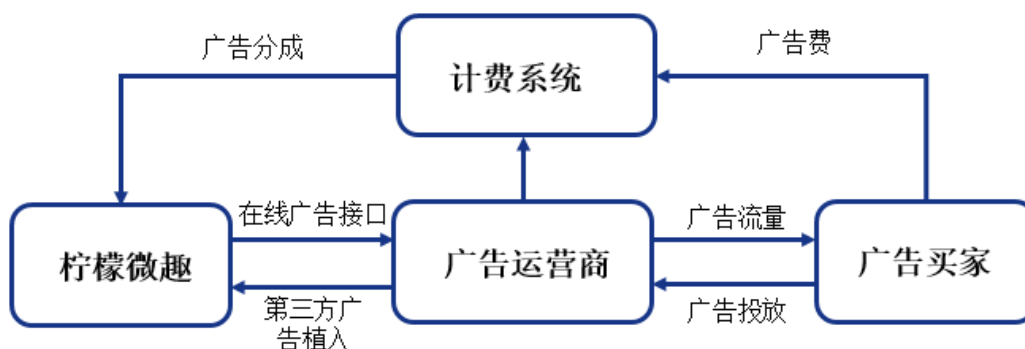 广告分成
广告费
计费系统
在线广告接口
广告流量
柠檬微趣
广告运营商
广告买家
第三方广
告植入
广告投放